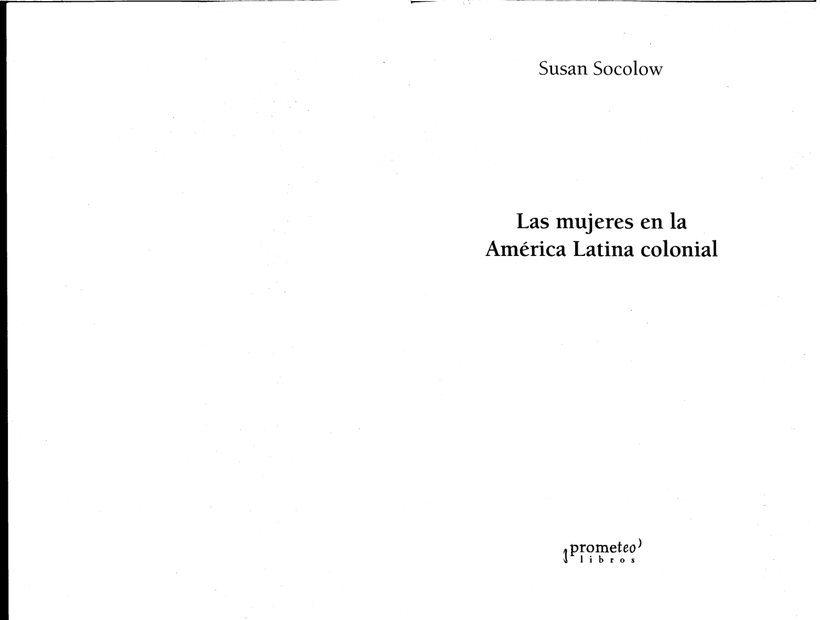 Susan Socolow
Las mujeres en la
América Latina colonial
prometeo
libros